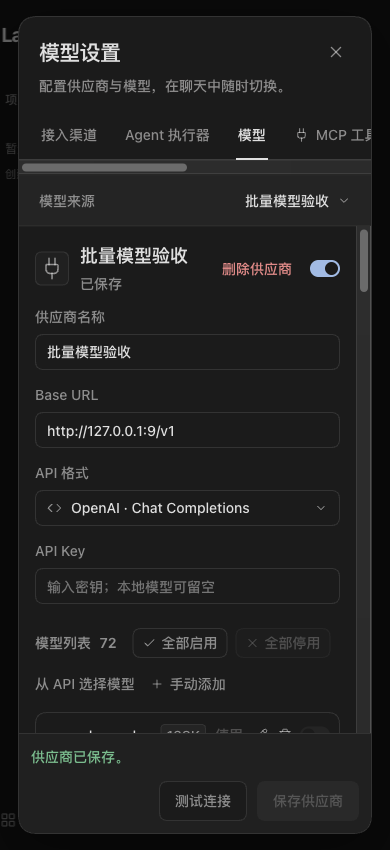 模型设置
配置供应商与模型，在聊天中随时切换。
接入渠道 Agent 执行器 模型 MCP 工具
模型来源 批量模型验收
批量模型验收
已保存
删除供应商
供应商名称
批量模型验收
Base URL
http://127.0.0.1:9/v1
API 格式
OpenAI · Chat Completions
API Key
输入密钥；本地模型可留空
模型列表 72 全部启用 全部停用
从 API 选择模型 + 手动添加
供应商已保存。
测试连接 保存供应商